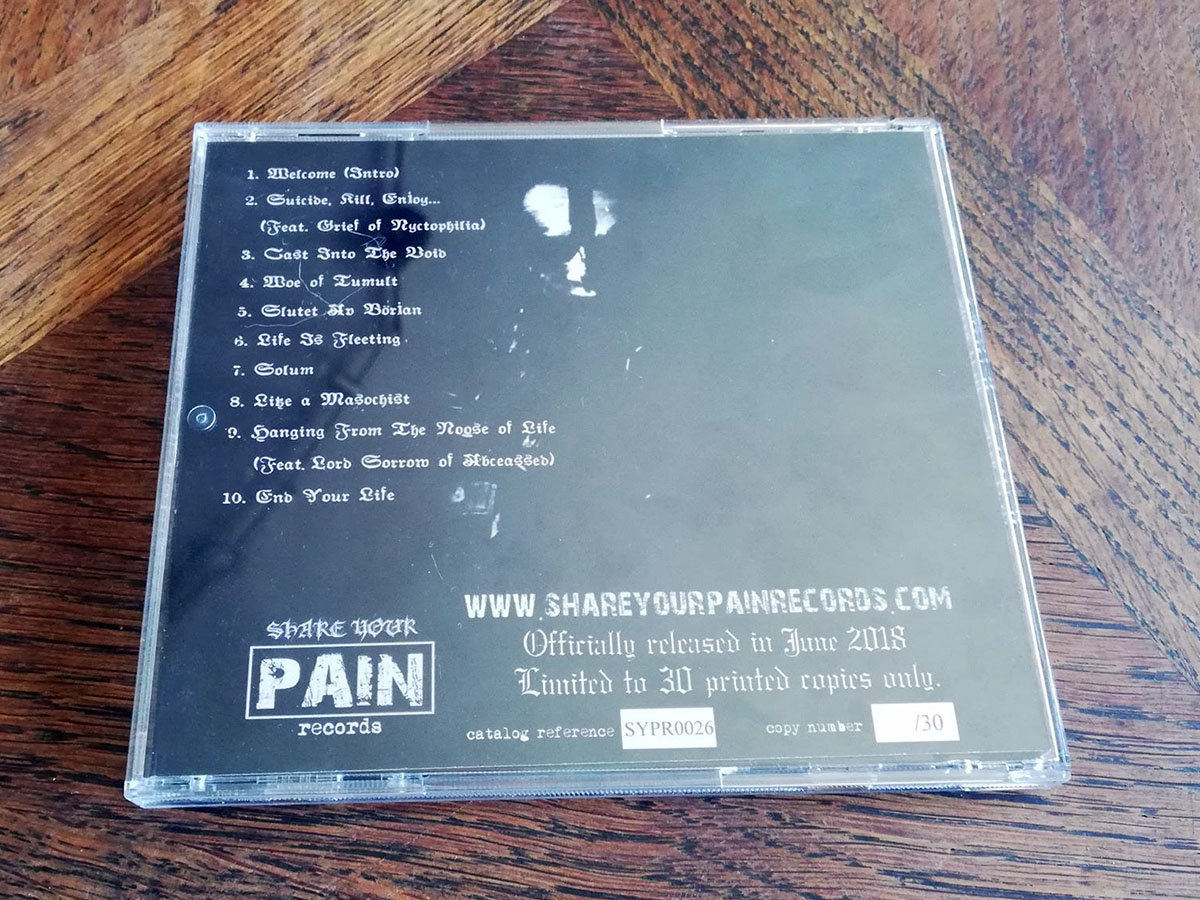 1. Welcome (Intro)
2. Suicide, Kill, Enjoy...
(Feat. Grief of Nyctophilia)
3. Cast Into The Void
4. Woe of Tumult
5. Slutet Av Början
6. Life Is Fleeting
7. Solum
8. Like a Masochist
9. Hanging From The Noose of Life
(Feat. Lord Sorrow of Abceassed)
10. End Your Life
WWW.SHAREYOURPAINRECORDS.COM
Officially released in June 2018
Limited to 30 printed copies only.
catalog reference SYPR0026 copy number /30
SHARE YOUR
PAIN
records